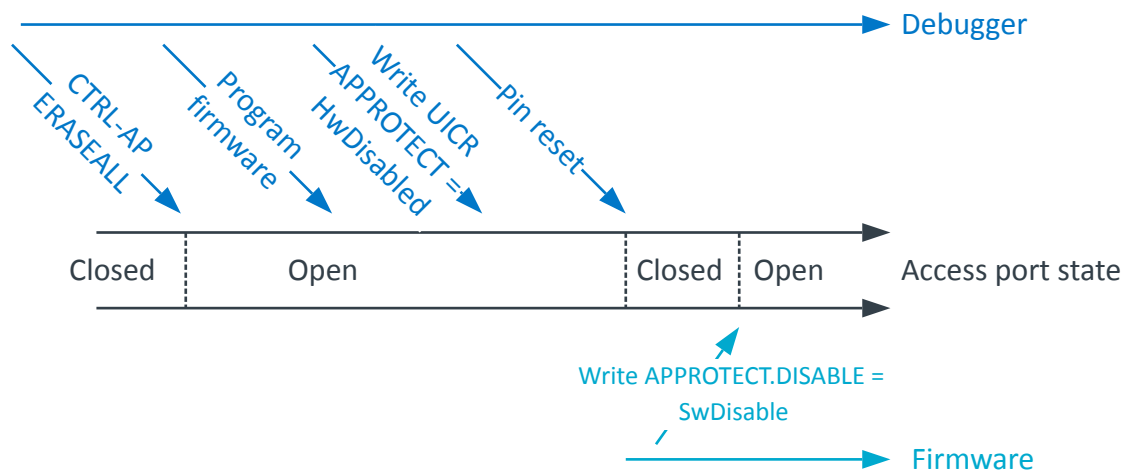 Debugger
CTRL-AP
ERASEALL
Program
firmware
Write UICR
APPROTECT =
HwDisabled
Pin reset
Closed
Open
Closed
Open
Access port state
Write APPROTECT.DISABLE =
SwDisable
Firmware